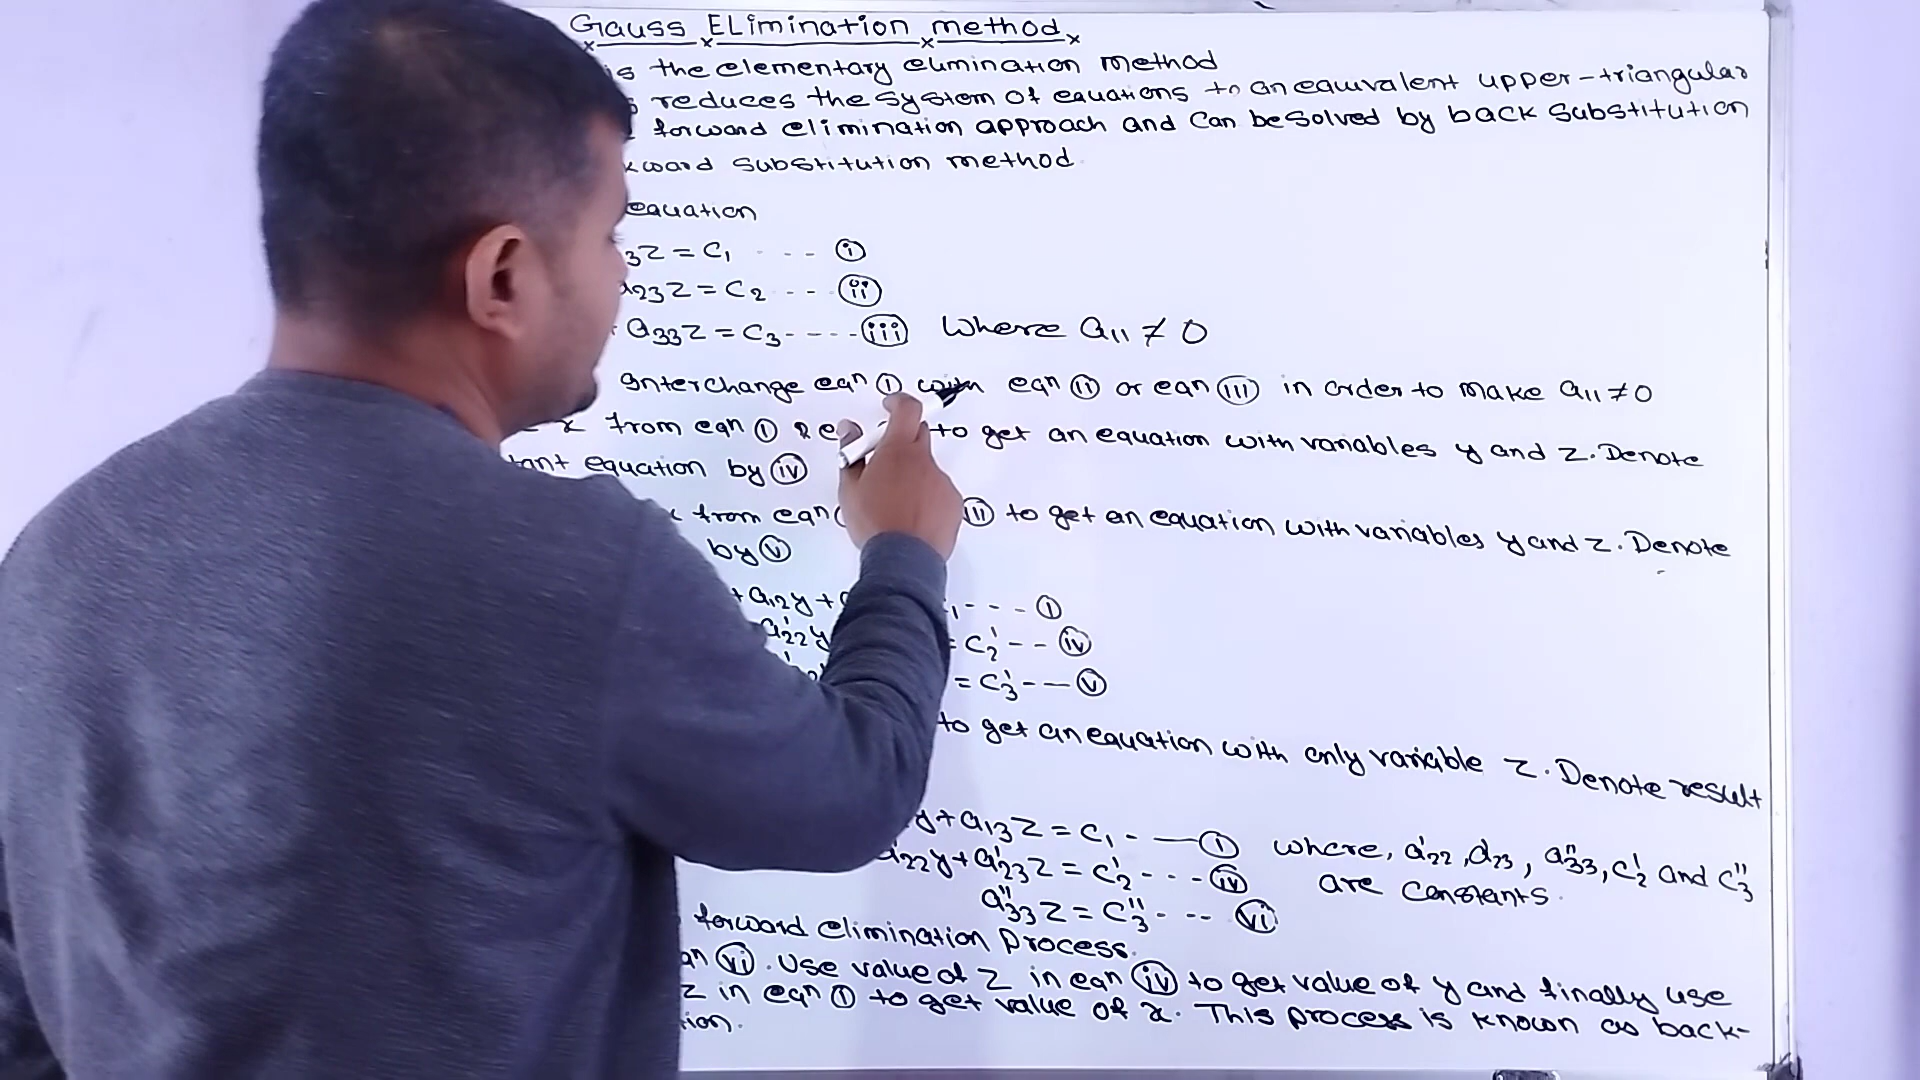 Gauss Elimination method
is the elementary elimination method
reduces the system of equations to an equivalent upper-triangular
forward elimination approach and can be solved by back substitution
substitution method.
equation
3z = c₁ ---- (i)
a₂₃z = c₂ ---- (ii)
a₃₃z = c₃ ----- (iii) Where a₁₁ ≠ 0
Interchange eqⁿ (i) with eqⁿ (ii) or eqⁿ (iii) in order to make a₁₁ ≠ 0
x from eqⁿ (i) & to get an equation with variables y and z. Denote
equation by (iv)
x from eqⁿ to get an equation with variables y and z. Denote
by (v)
+a₁₂y+ ₁--- (i)
a'₂₂y = c'₂ -- (iv)
= c'₃ --- (v)
to get an equation with only variable z. Denote result
y+a₁₃z = c₁ - — (i) where, a'₂₂, a'₂₃, a''₃₃, c'₂ and c''₃
a'₂₂y+a'₂₃z = c'₂ --- (iv) are constants.
a''₃₃z = c''₃ --- (vi)
forward elimination process.
(vi). Use value of z in eqⁿ (iv) to get value of y and finally use
z in eqⁿ (i) to get value of x. This process is known as back-